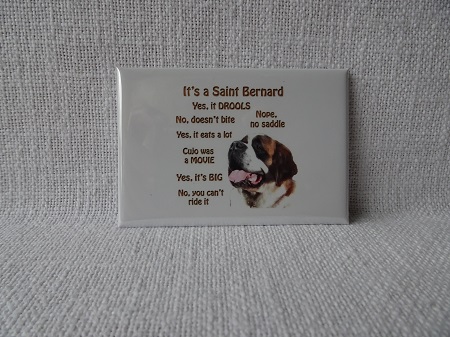 It's a Saint Bernard
Yes, it DROOLS
No, doesn't bite
Nope,
no saddle
Yes, it eats a lot
Cujo was
a MOVIE
Yes, it's BIG
No, you can't
ride it